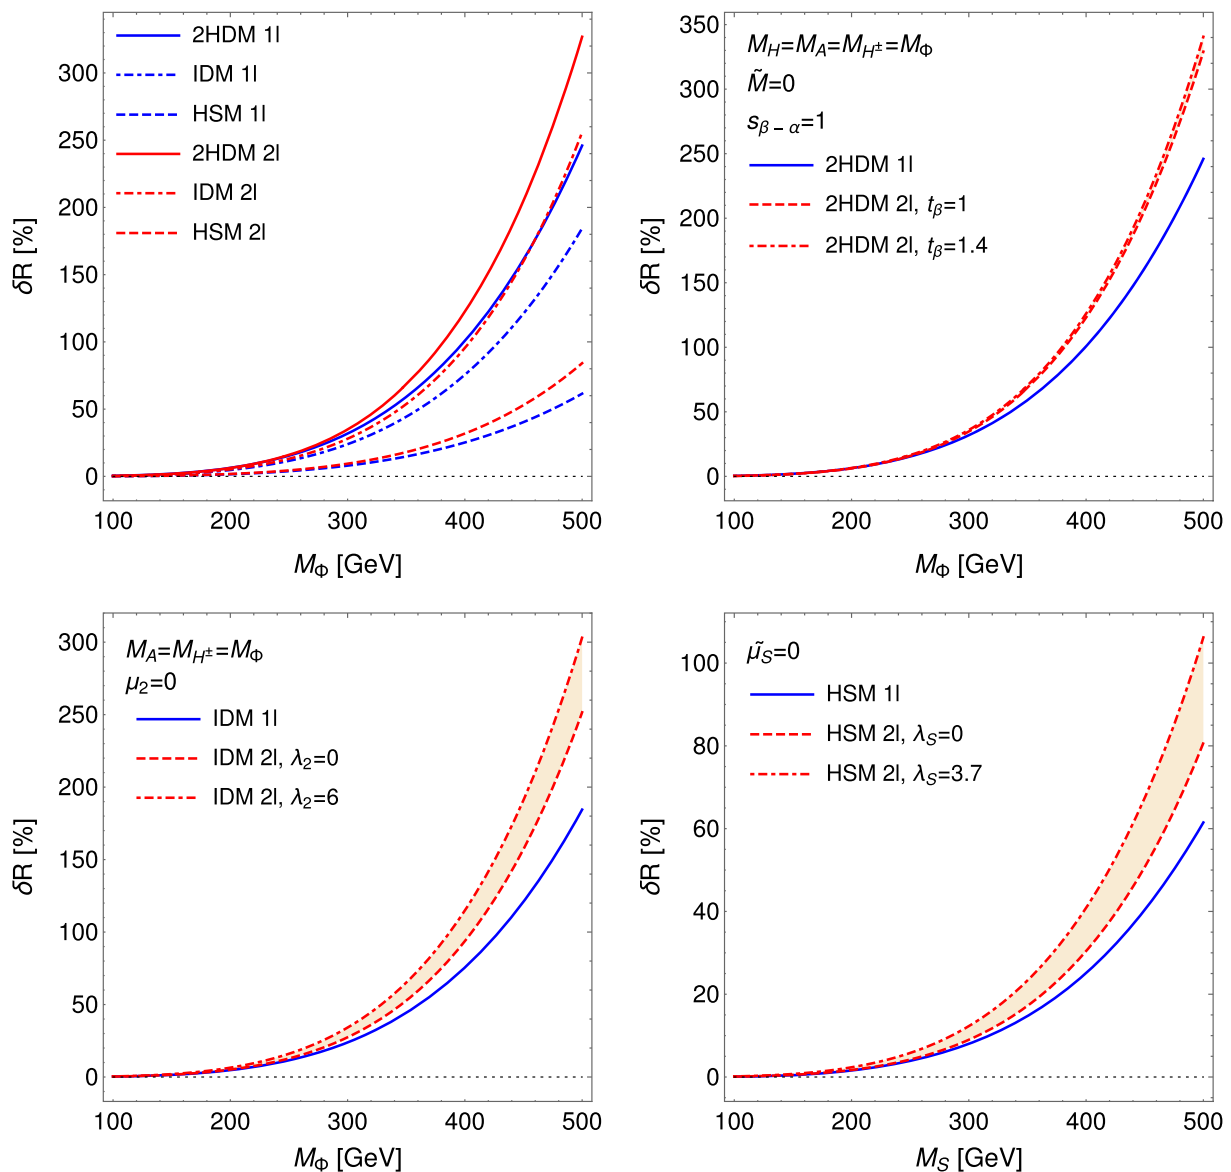 2HDM 1l
IDM 1l
HSM 1l
2HDM 2l
IDM 2l
HSM 2l
δR [%]
300
250
200
150
100
50
0
100 200 300 400 500
M_Φ [GeV]
M_H=M_A=M_{H^±}=M_Φ
M̃=0
s_{β-α}=1
2HDM 1l
2HDM 2l, t_β=1
2HDM 2l, t_β=1.4
δR [%]
350
300
250
200
150
100
50
0
100 200 300 400 500
M_Φ [GeV]
M_A=M_{H^±}=M_Φ
μ_2=0
IDM 1l
IDM 2l, λ_2=0
IDM 2l, λ_2=6
δR [%]
300
250
200
150
100
50
0
100 200 300 400 500
M_Φ [GeV]
μ̃_S=0
HSM 1l
HSM 2l, λ_S=0
HSM 2l, λ_S=3.7
δR [%]
100
80
60
40
20
0
100 200 300 400 500
M_S [GeV]